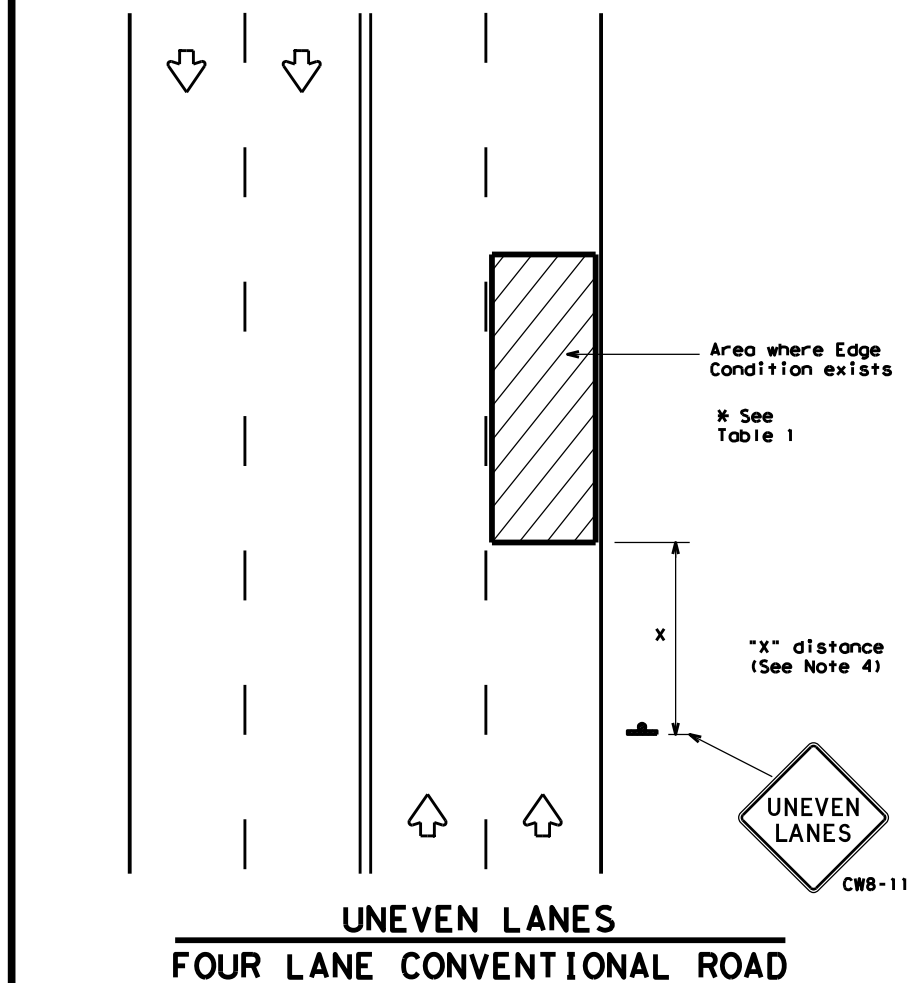 Area where Edge
Condition exists
* See
Table 1
x
"X" distance
(See Note 4)
UNEVEN
LANES
CW8-11
UNEVEN LANES
FOUR LANE CONVENTIONAL ROAD